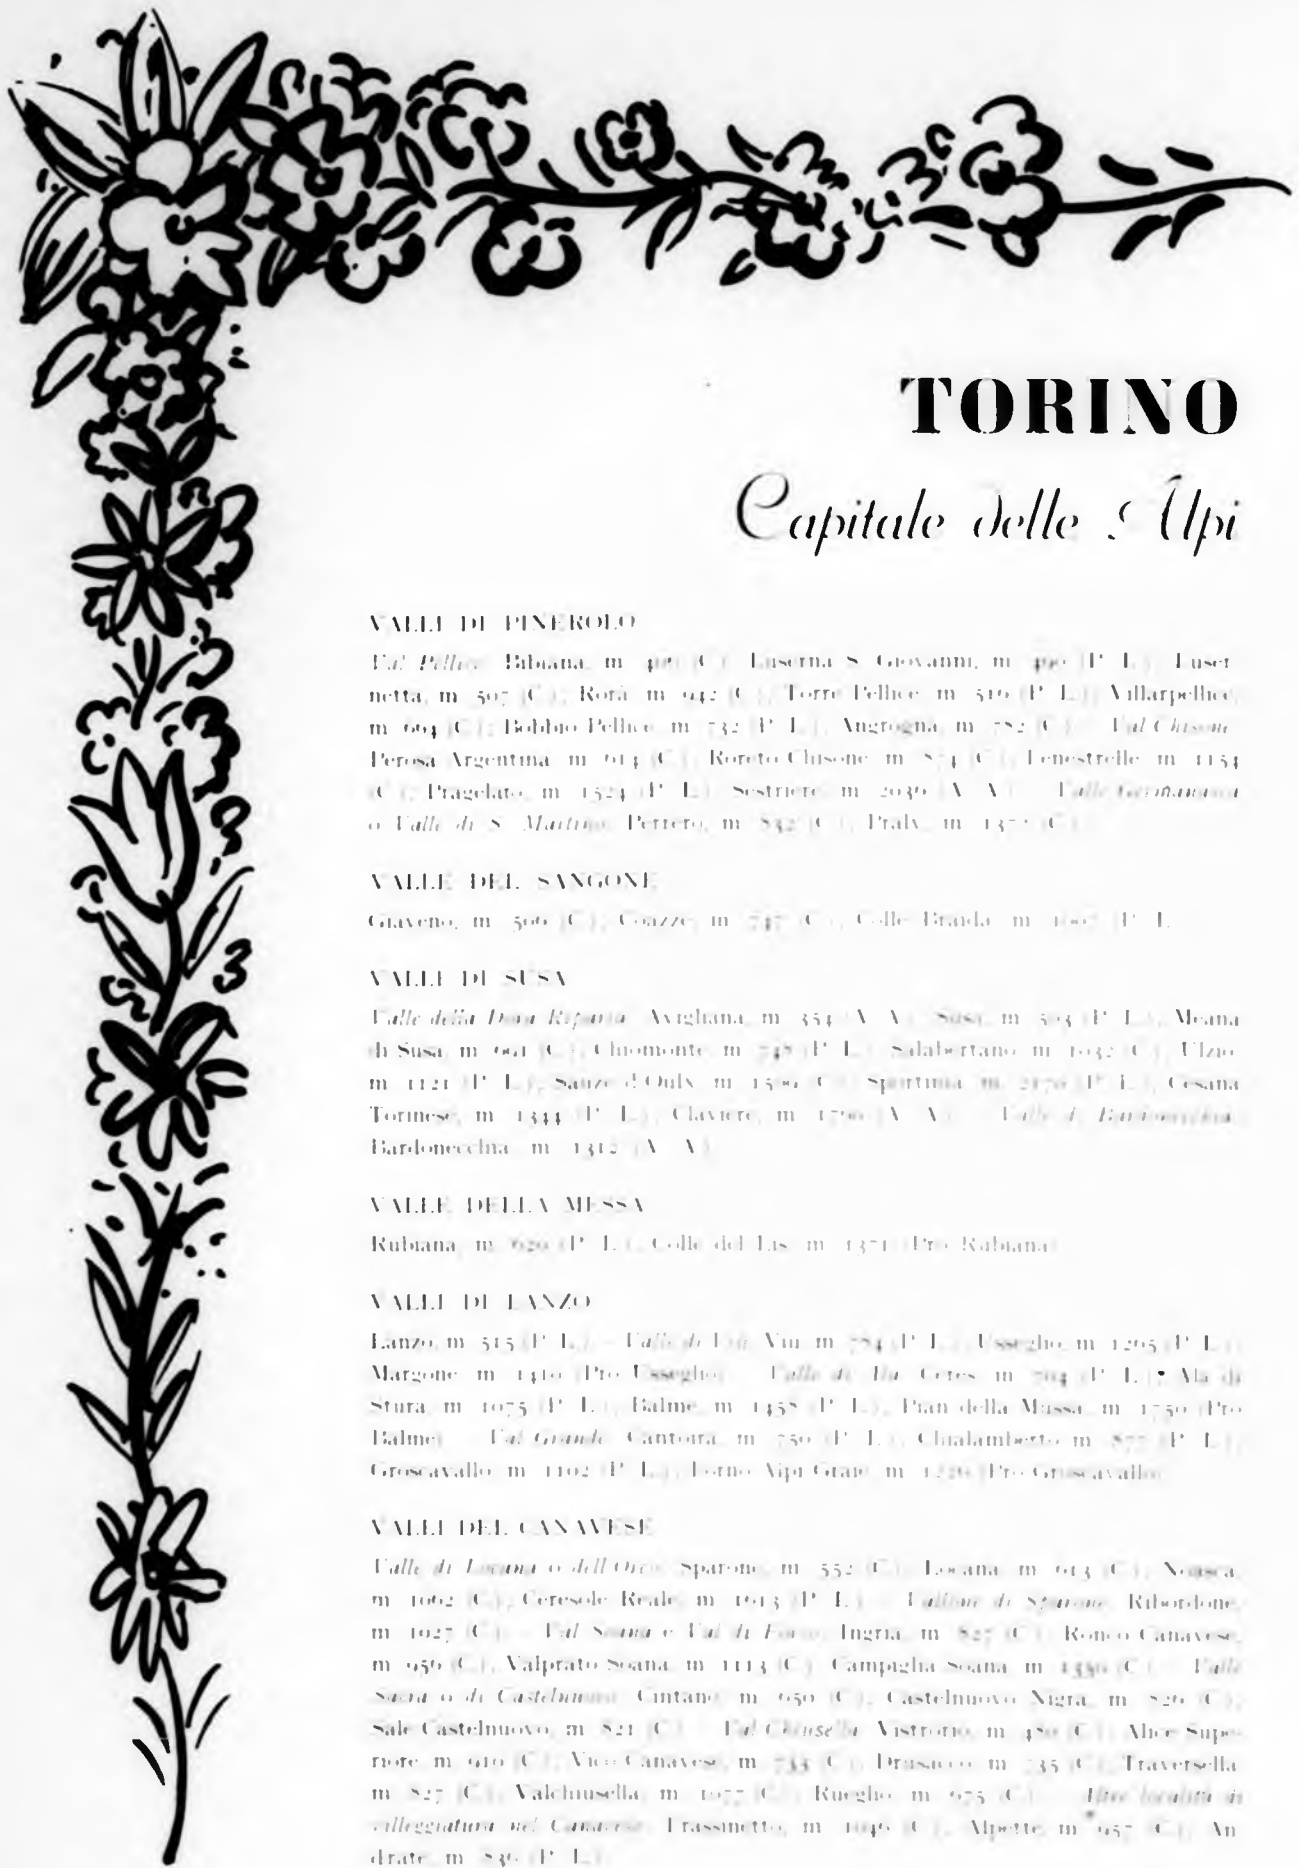 TORINO
Capitale delle Alpi
VALLI DI PINEROLO
Val Pellice: Bibiana, m. (C.); Luserna S. Giovanni, m. (P. L.); Luser-
netta, m. 507 (C.); Rorà, m. 942 (C.); Torre Pellice, m. 516 (P. L.); Villarpellice,
m. 664 (C.); Bobbio Pellice, m. 732 (P. L.); Angrogna, m. 782 (C.). - Val Chisone:
Perosa Argentina, m. 614 (C.); Roreto Chisone, m. 874 (C.); Fenestrelle, m. 1154
(C.); Pragelato, m. 1524 (P. L.); Sestriere, m. 2030 (A. A.). - Valle Germanasca
o Valle di S. Martino: Perrero, m. 832 (C.); Praly, m. (C.).
VALLE DEL SANGONE
Giaveno, m. 506 (C.); Coazze, m. 747 (C.); Colle Braida, m. 1007 (P. L.
VALLE DI SUSA
Valle della Dora Riparia: Avigliana, m. 354 (A. A.); Susa, m. 503 (P. L.); Meana
di Susa, m. 601 (C.); Chiomonte, m. 748 (P. L.); Salabertano, m. 1032 (C.); Ulzio,
m. 1121 (P. L.); Sauze d'Oulx, m. (C.); Sportinia, m. 2170 (P. L.); Cesana
Torinese, m. 1344 (P. L.); Claviere, m. 1760 (A. A.). - Valle di Bardonecchia:
Bardonecchia, m. 1312 (A. A.).
VALLE DELLA MESSA
Rubiana, m. 620 (P. L.); Colle del Lis, m. 1371 (Pro Rubiana).
VALLI DI LANZO
Lanzo, m. 515 (P. L.). - Valle di Viù: Viù, m. 784 (P. L.); Usseglio, m. 1265 (P. L.);
Margone, m. 1410 (Pro Usseglio). - Valle di Ala: Ceres, m. 704 (P. L.); Ala di
Stura, m. 1075 (P. L.); Balme, m. 1458 (P. L.); Pian della Mussa, m. 1750 (Pro
Balme). - Val Grande: Cantoira, m. 750 (P. L.); Chialamberto, m. 877 (P. L.);
Groscavallo, m. 1102 (P. L.); Forno Alpi Graie, m. 1226 (Pro Groscavallo).
VALLI DEL CANAVESE
Valle di Locana o dell'Orco: Sparone, m. 552 (C.); Locana, m. 613 (C.); Noasca,
m. 1062 (C.); Ceresole Reale, m. 1613 (P. L.). - Vallone di Sparone: Ribordone,
m. 1027 (C.). - Val Soana e Val di Forzo: Ingria, m. 827 (C.); Ronco Canavese,
m. 956 (C.); Valprato Soana, m. 1113 (C.); Campiglia Soana, m. 1350 (C.). - Valle
Sacra o di Castelnuovo: Cintano, m. 650 (C.); Castelnuovo Nigra, m. 826 (C.);
Sale Castelnuovo, m. 821 (C.). - Val Chiusella: Vistrorio, m. 480 (C.); Alice Supe-
riore, m. 610 (C.); Vico Canavese, m. 733 (C.); Drusacco, m. 735 (C.); Traversella,
m. 827 (C.); Valchiusella, m. 1077 (C.); Rueglio, m. 675 (C.). - Altre località di
villeggiatura nel Canavese: Frassinetto, m. 1046 (C.); Alpette, m. 957 (C.); An-
drate, m. 836 (P. L.).